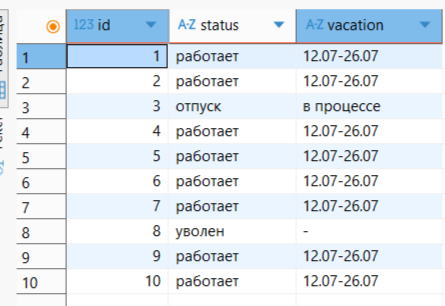 123 id A-Z status A-Z vacation
1 1 работает 12.07-26.07
2 2 работает 12.07-26.07
3 3 отпуск в процессе
4 4 работает 12.07-26.07
5 5 работает 12.07-26.07
6 6 работает 12.07-26.07
7 7 работает 12.07-26.07
8 8 уволен -
9 9 работает 12.07-26.07
10 10 работает 12.07-26.07